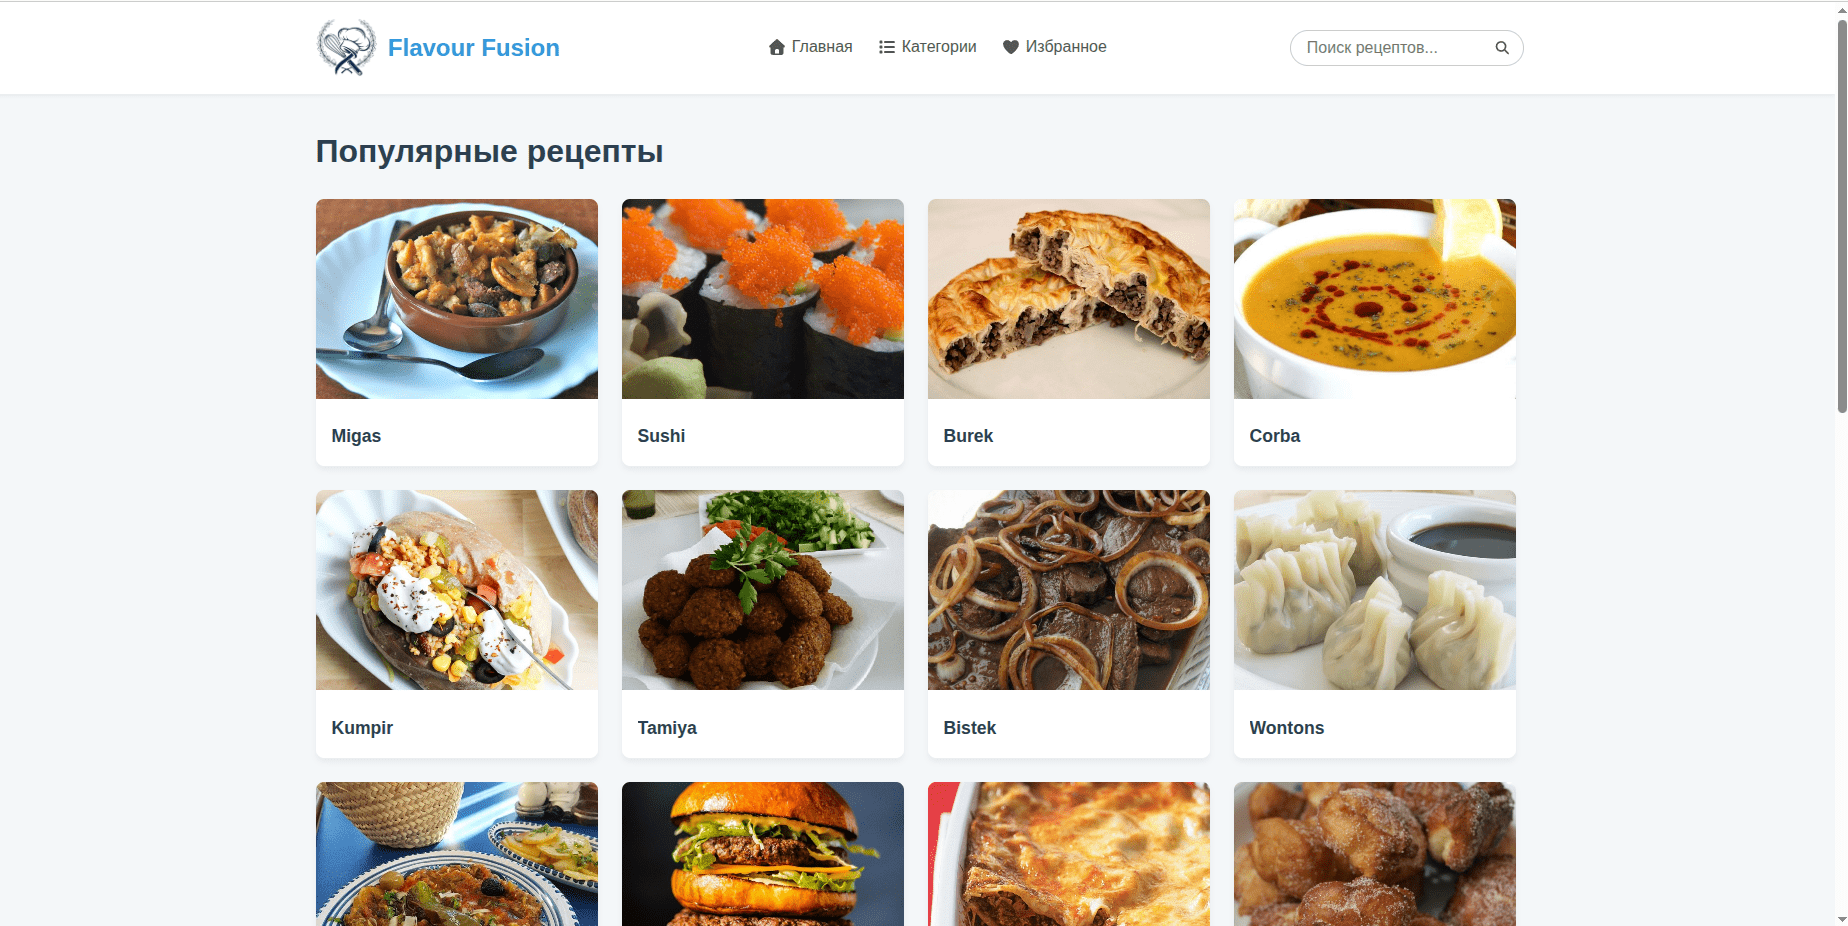 Flavour Fusion
Главная
Категории
Избранное
Поиск рецептов...
Популярные рецепты
Migas
Sushi
Burek
Corba
Kumpir
Tamiya
Bistek
Wontons